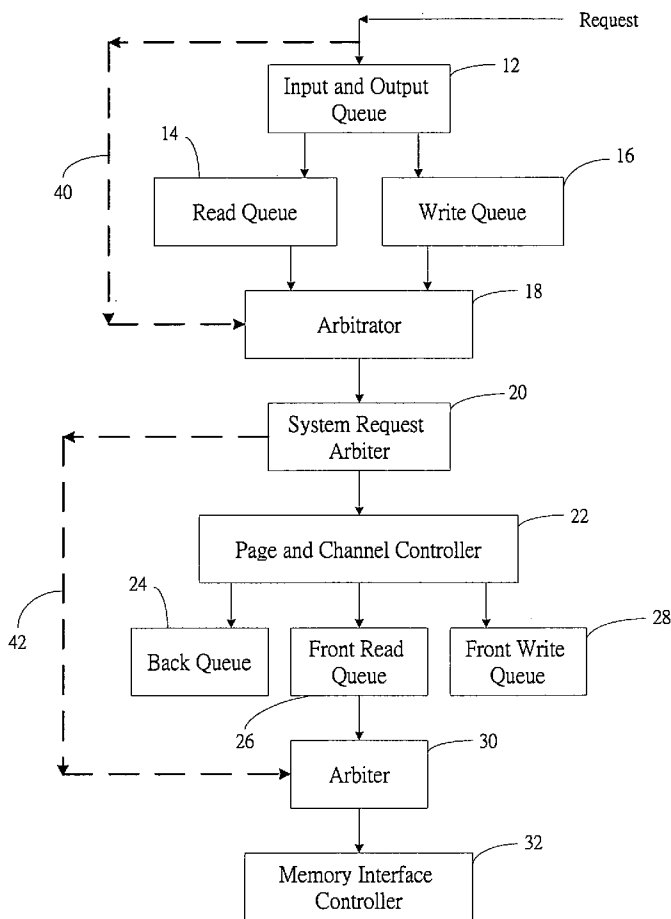 Request
12
Input and Output
Queue
14
16
40
Read Queue
Write Queue
18
Arbitrator
20
System Request
Arbiter
22
Page and Channel Controller
24
28
42
Back Queue
Front Read
Queue
Front Write
Queue
26
30
Arbiter
32
Memory Interface
Controller